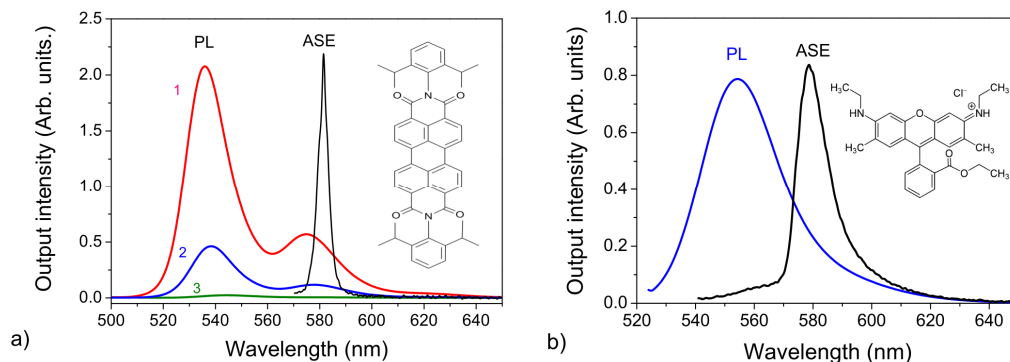 2.5
2.0
1.5
1.0
0.5
0.0
Output intensity (Arb. units.)
PL
ASE
1
2
3
O
N
O
O
N
O
500 520 540 560 580 600 620 640
Wavelength (nm)
a)
1.0
0.8
0.6
0.4
0.2
0.0
Output intensity (Arb. units)
PL
ASE
H₃C
Cl⁻
CH₃
HN
O
NH
+
H₃C
CH₃
O
O
CH₃
520 540 560 580 600 620 640
Wavelength (nm)
b)